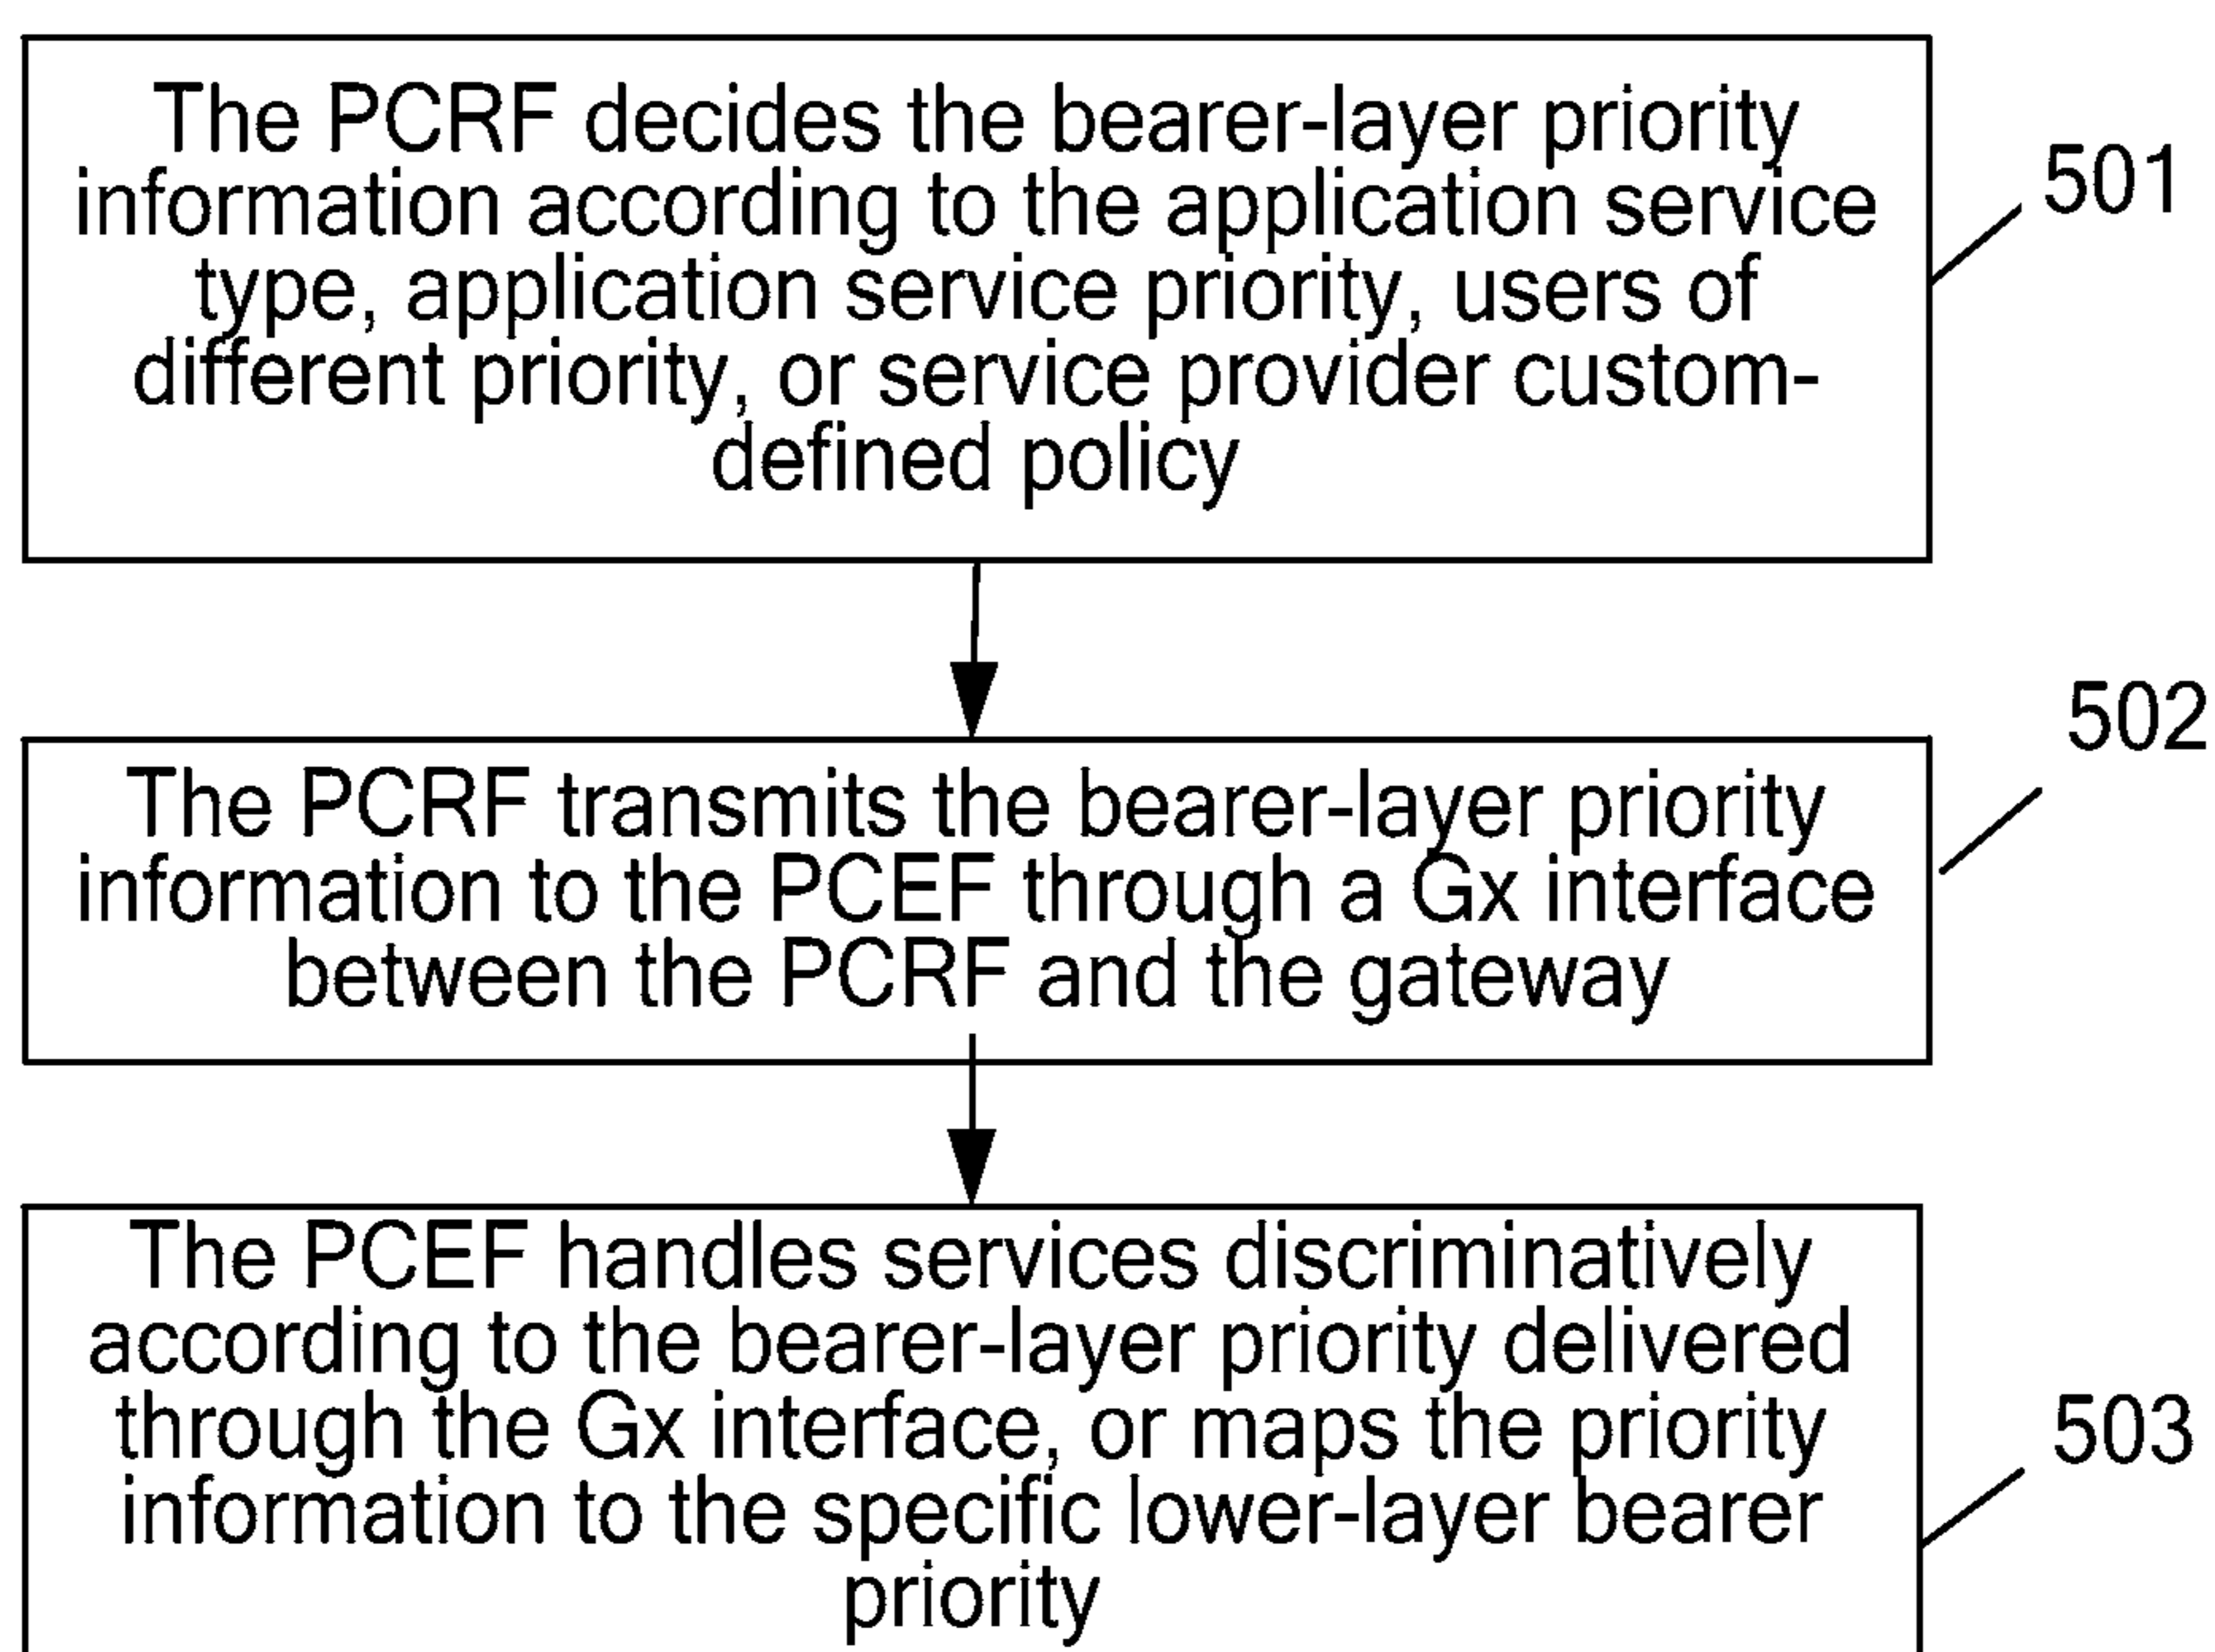 The PCRF decides the bearer-layer priority
information according to the application service
type, application service priority, users of
different priority, or service provider custom-
defined policy
501
The PCRF transmits the bearer-layer priority
information to the PCEF through a Gx interface
between the PCRF and the gateway
502
The PCEF handles services discriminatively
according to the bearer-layer priority delivered
through the Gx interface, or maps the priority
information to the specific lower-layer bearer
priority
503